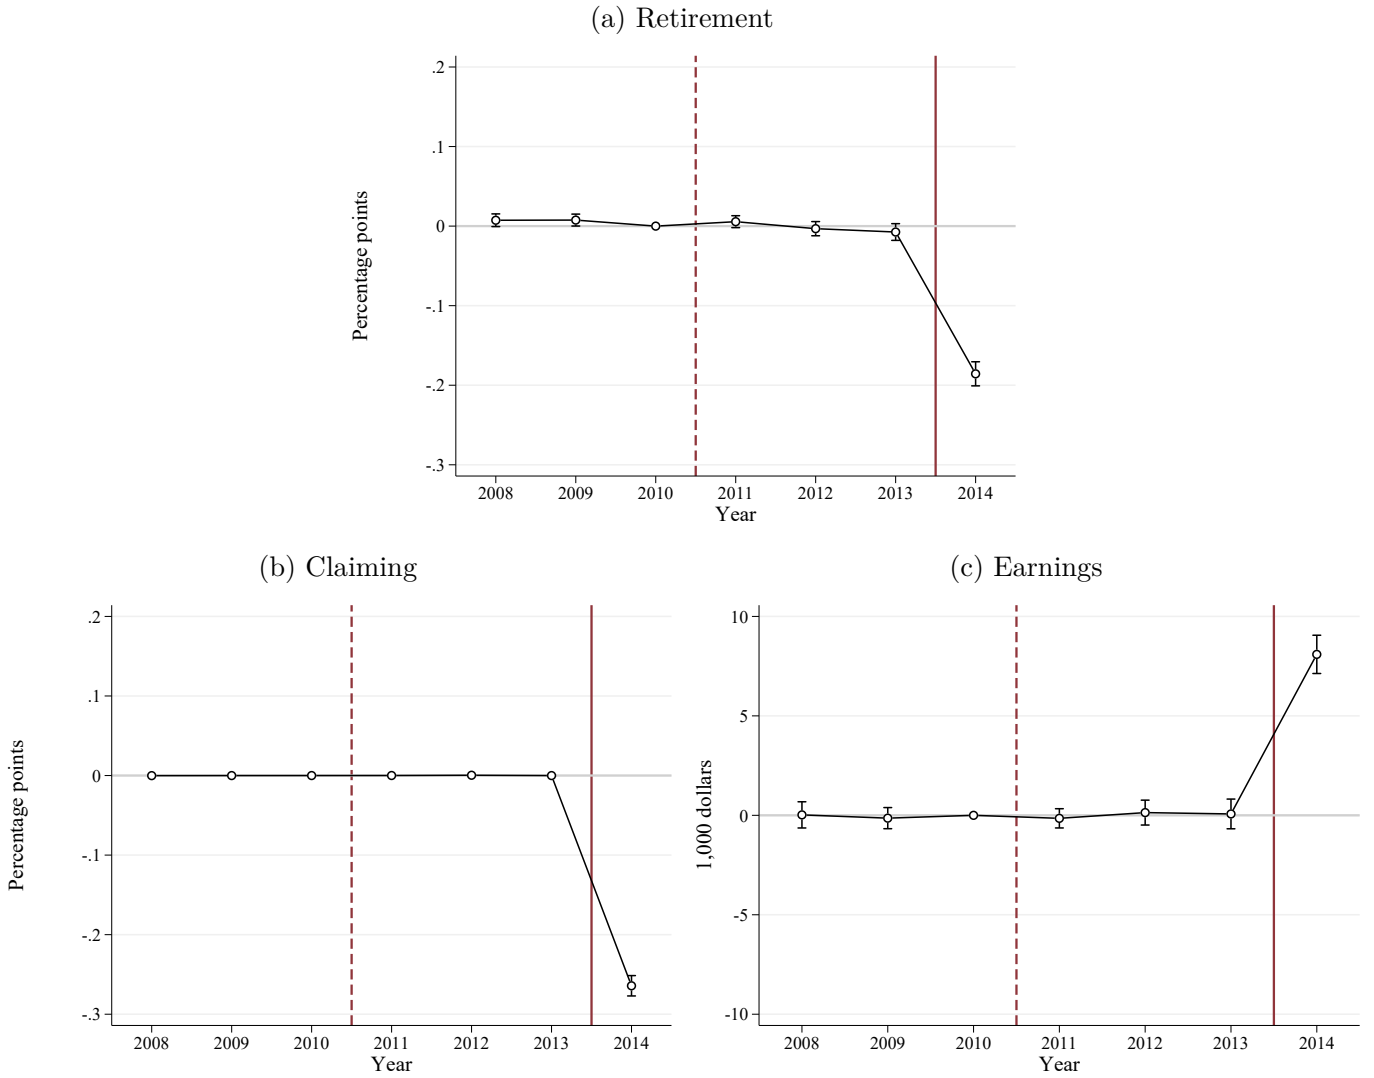 (a) Retirement
Percentage points
.2
.1
0
-.1
-.2
-.3
2008 2009 2010 2011 2012 2013 2014
Year
(b) Claiming
Percentage points
.2
.1
0
-.1
-.2
-.3
2008 2009 2010 2011 2012 2013 2014
Year
(c) Earnings
1,000 dollars
10
5
0
-5
-10
2008 2009 2010 2011 2012 2013 2014
Year